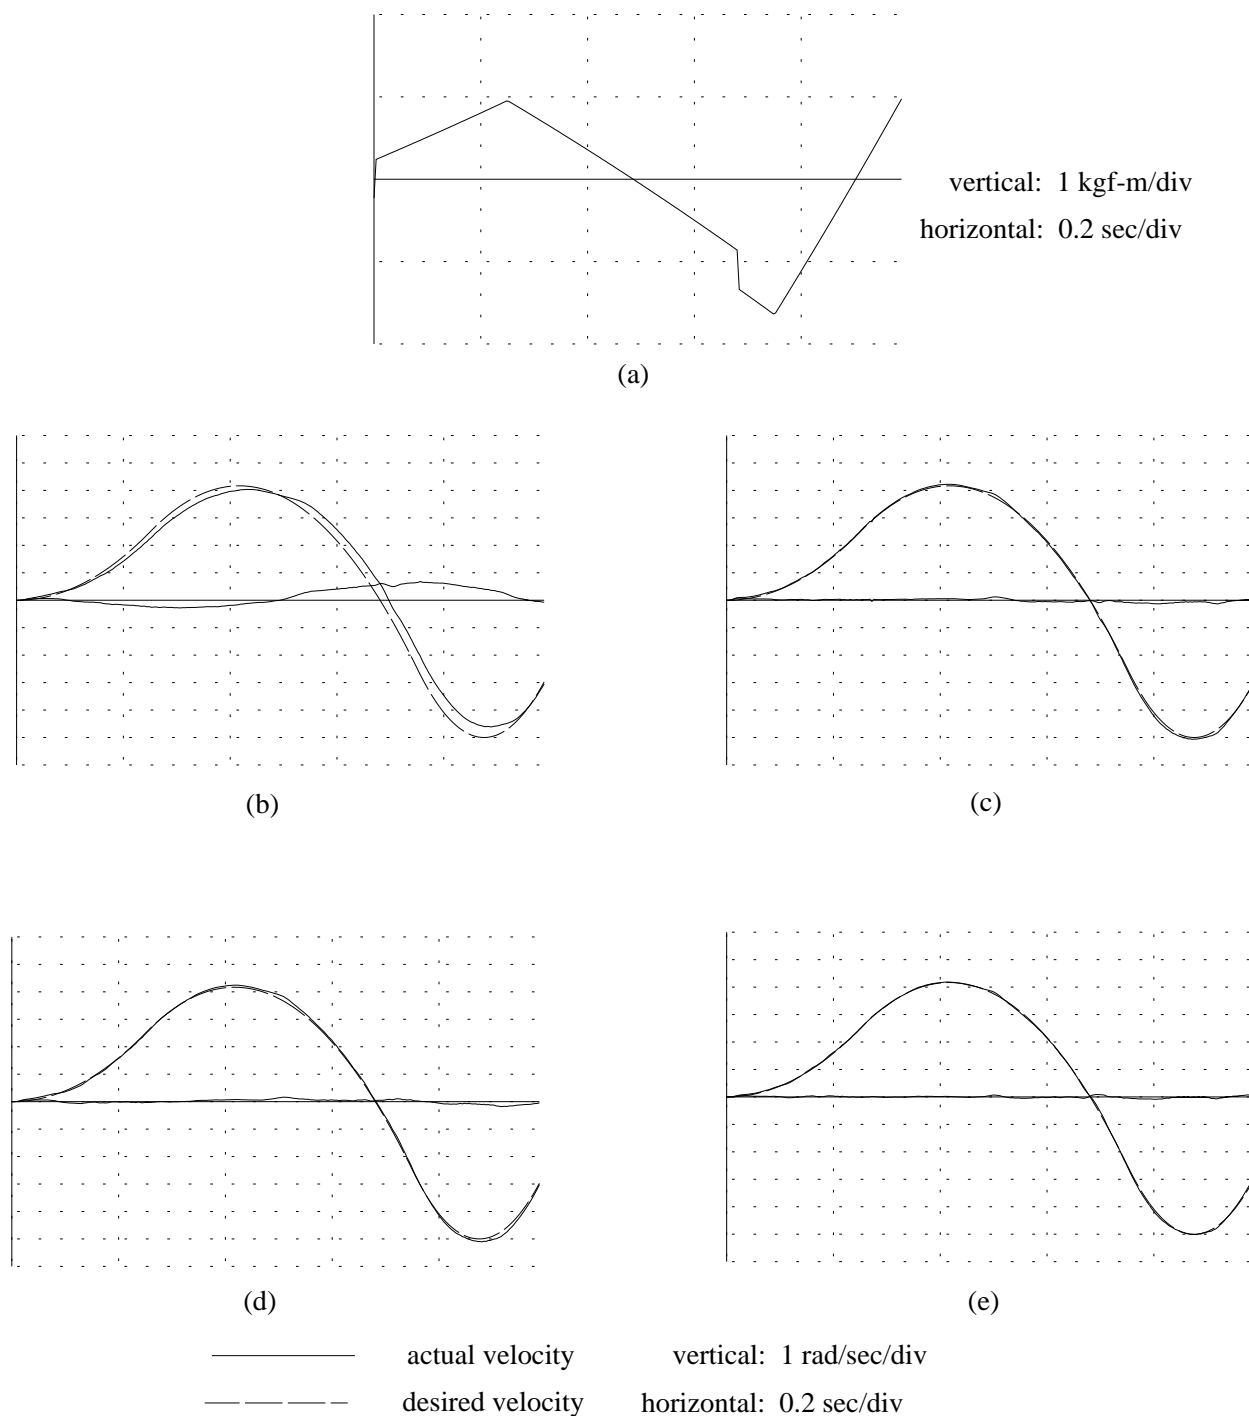 vertical: 1 kgf-m/div
horizontal: 0.2 sec/div
(a)
(b)
(c)
(d)
(e)
actual velocity vertical: 1 rad/sec/div
desired velocity horizontal: 0.2 sec/div